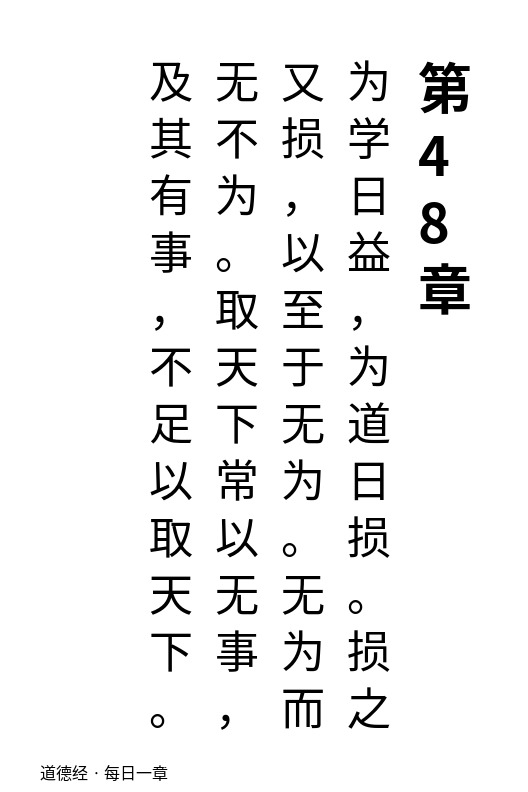 第48章
为学日益，为道日损。损之
又损，以至于无为。无为而
无不为。取天下常以无事，
及其有事，不足以取天下。
道德经 · 每日一章